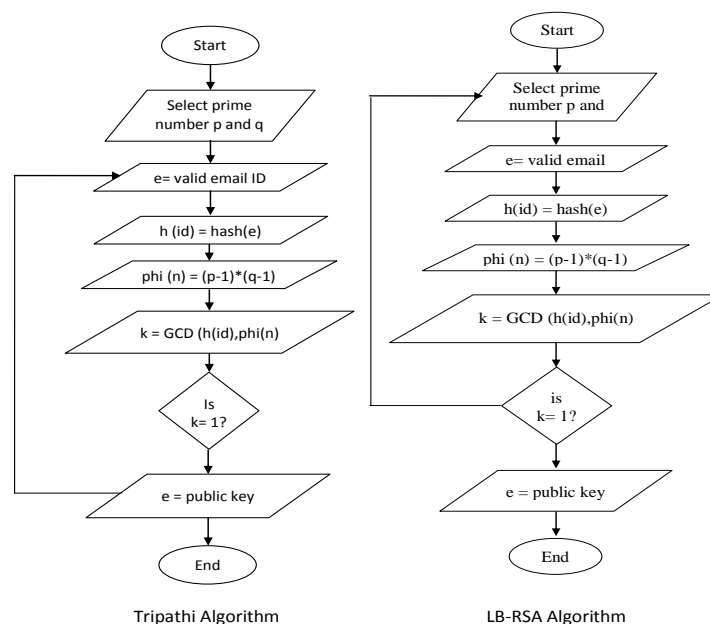 Start
Select prime
number p and q
e= valid email ID
h (id) = hash(e)
phi (n) = (p-1)*(q-1)
k = GCD (h(id),phi(n)
Is
k= 1?
e = public key
End
Tripathi Algorithm
Start
Select prime
number p and
e= valid email
h(id) = hash(e)
phi (n) = (p-1)*(q-1)
k = GCD (h(id),phi(n)
is
k= 1?
e = public key
End
LB-RSA Algorithm